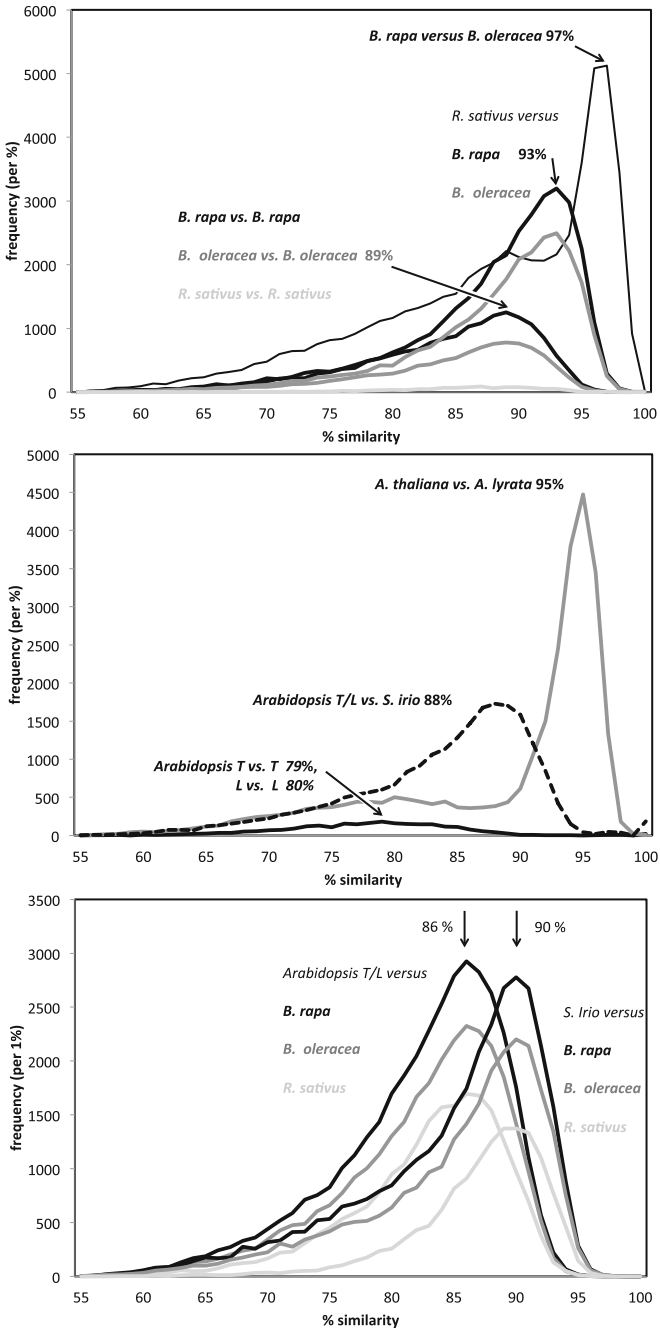 6000
5000
4000
3000
2000
1000
0
frequency (per %)
B. rapa versus B. oleracea 97%
R. sativus versus
B. rapa 93%
B. oleracea
B. rapa vs. B. rapa
B. oleracea vs. B. oleracea 89%
R. sativus vs. R. sativus
55 60 65 70 75 80 85 90 95 100
% similarity
5000
4500
4000
3500
3000
2500
2000
1500
1000
500
0
frequency (per %)
A. thaliana vs. A. lyrata 95%
Arabidopsis T/L vs. S. irio 88%
Arabidopsis T vs. T 79%,
L vs. L 80%
55 60 65 70 75 80 85 90 95 100
% similarity
3500
3000
2500
2000
1500
1000
500
0
frequency (per 1%)
86 % 90 %
Arabidopsis T/L versus
B. rapa
B. oleracea
R. sativus
S. Irio versus
B. rapa
B. oleracea
R. sativus
55 60 65 70 75 80 85 90 95 100
% similarity